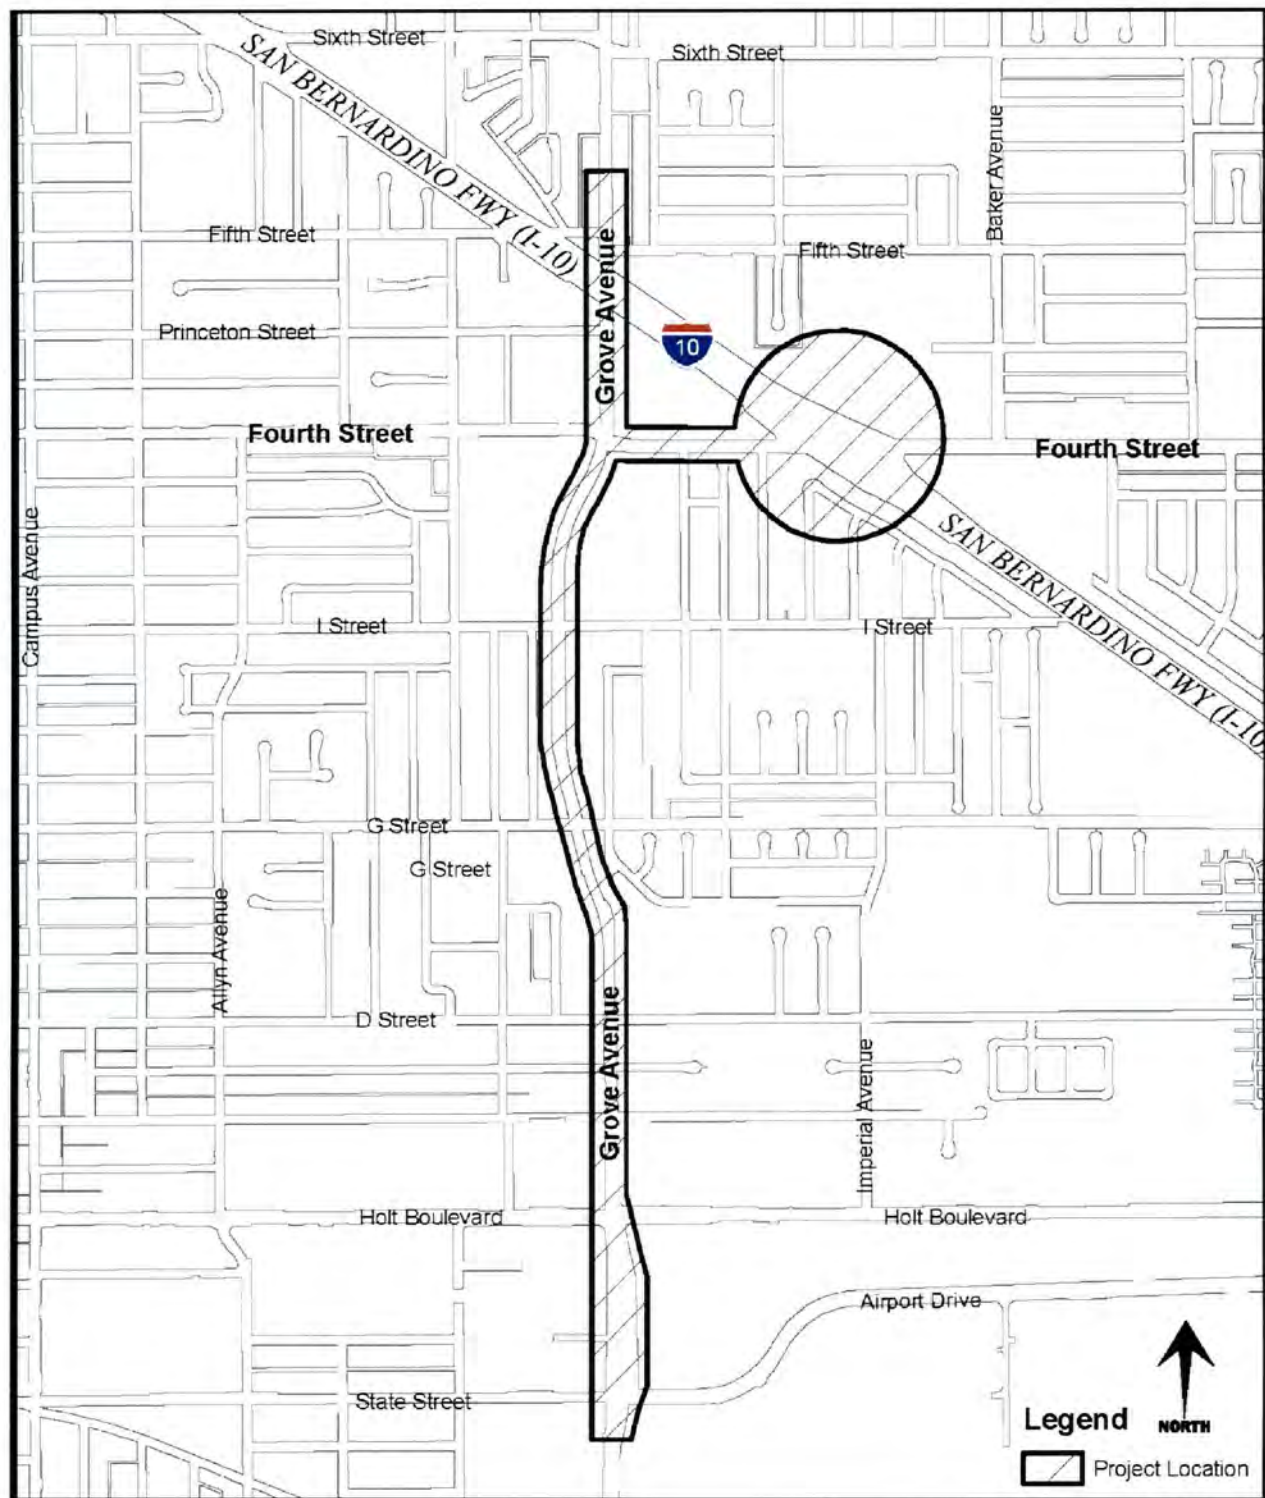 Sixth Street
Sixth Street
SAN BERNARDINO FWY (I-10)
Baker Avenue
Fifth Street
Fifth Street
Grove Avenue
Princeton Street
10
Fourth Street
Fourth Street
Campus Avenue
SAN BERNARDINO FWY (I-10)
I Street
I Street
G Street
G Street
Allyn Avenue
D Street
Grove Avenue
Imperial Avenue
Holt Boulevard
Holt Boulevard
Airport Drive
State Street
Legend
NORTH
Project Location